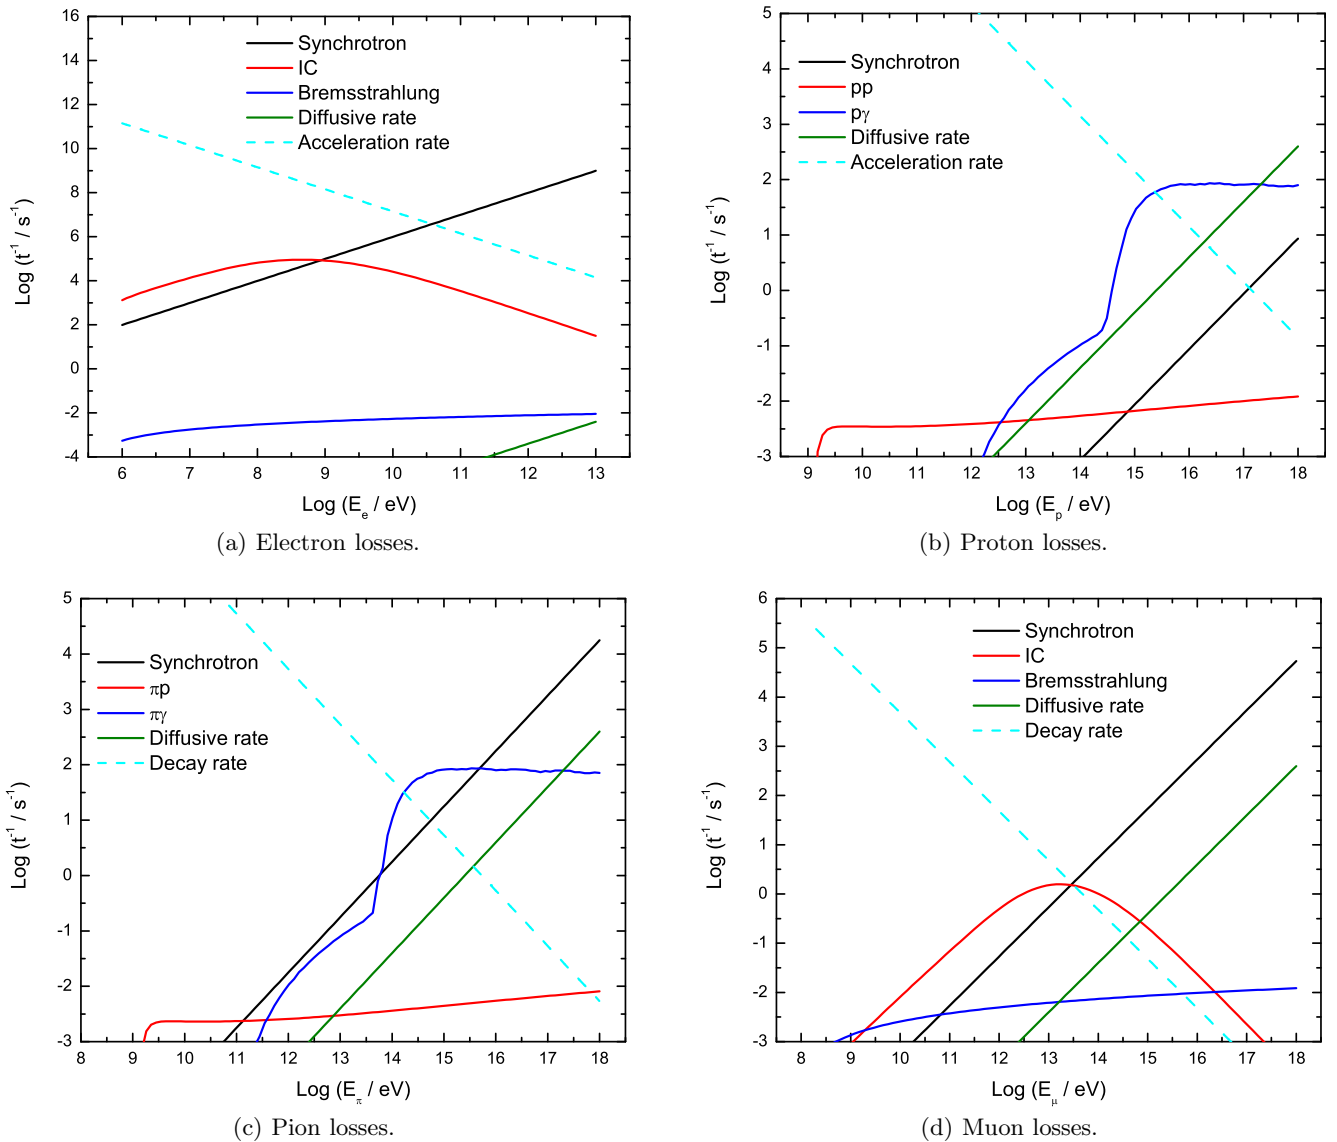 16
14
12
10
8
6
4
2
0
-2
-4
Log (t⁻¹ / s⁻¹)
Synchrotron
IC
Bremsstrahlung
Diffusive rate
Acceleration rate
6 7 8 9 10 11 12 13
Log (E_e / eV)
(a) Electron losses.
5
4
3
2
1
0
-1
-2
-3
Log (t⁻¹ / s⁻¹)
Synchrotron
pp
pγ
Diffusive rate
Acceleration rate
9 10 11 12 13 14 15 16 17 18
Log (E_p / eV)
(b) Proton losses.
5
4
3
2
1
0
-1
-2
-3
Log (t⁻¹ / s⁻¹)
Synchrotron
πp
πγ
Diffusive rate
Decay rate
8 9 10 11 12 13 14 15 16 17 18
Log (E_π / eV)
(c) Pion losses.
6
5
4
3
2
1
0
-1
-2
-3
Log (t⁻¹ / s⁻¹)
Synchrotron
IC
Bremsstrahlung
Diffusive rate
Decay rate
8 9 10 11 12 13 14 15 16 17 18
Log (E_μ / eV)
(d) Muon losses.